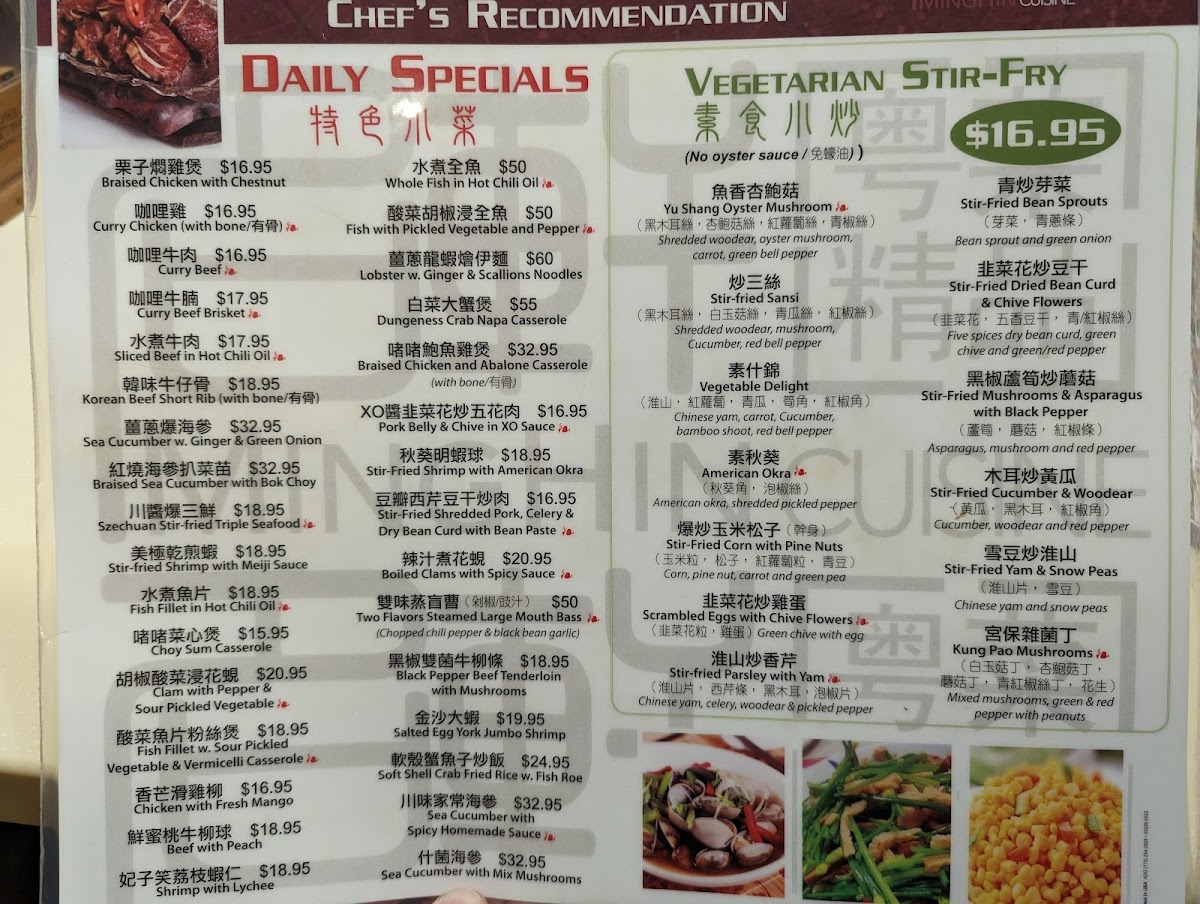 CHEF'S RECOMMENDATION
MINGHIN CUISINE
DAILY SPECIALS
特色小菜
栗子燜雞煲 $16.95
Braised Chicken with Chestnut
咖哩雞 $16.95
Curry Chicken (with bone/有骨)
咖哩牛肉 $16.95
Curry Beef
咖哩牛腩 $17.95
Curry Beef Brisket
水煮牛肉 $17.95
Sliced Beef in Hot Chili Oil
韓味牛仔骨 $18.95
Korean Beef Short Rib (with bone/有骨)
薑蔥爆海參 $32.95
Sea Cucumber w. Ginger & Green Onion
紅燒海參扒菜苗 $32.95
Braised Sea Cucumber with Bok Choy
川醬爆三鮮 $18.95
Szechuan Stir-fried Triple Seafood
美極乾煎蝦 $18.95
Stir-fried Shrimp with Meiji Sauce
水煮魚片 $18.95
Fish Fillet in Hot Chili Oil
啫啫菜心煲 $15.95
Choy Sum Casserole
胡椒酸菜浸花蜆 $20.95
Clam with Pepper &
Sour Pickled Vegetable
酸菜魚片粉絲煲 $18.95
Fish Fillet w. Sour Pickled
Vegetable & Vermicelli Casserole
香芒滑雞柳 $16.95
Chicken with Fresh Mango
鮮蜜桃牛柳球 $18.95
Beef with Peach
妃子笑荔枝蝦仁 $18.95
Shrimp with Lychee
水煮全魚 $50
Whole Fish in Hot Chili Oil
酸菜胡椒浸全魚 $50
Fish with Pickled Vegetable and Pepper
薑蔥龍蝦燴伊麵 $60
Lobster w. Ginger & Scallions Noodles
白菜大蟹煲 $55
Dungeness Crab Napa Casserole
啫啫鮑魚雞煲 $32.95
Braised Chicken and Abalone Casserole
(with bone/有骨)
XO醬韭菜花炒五花肉 $16.95
Pork Belly & Chive in XO Sauce
秋葵明蝦球 $18.95
Stir-Fried Shrimp with American Okra
豆瓣西芹豆干炒肉 $16.95
Stir-Fried Shredded Pork, Celery &
Dry Bean Curd with Bean Paste
辣汁煮花蜆 $20.95
Boiled Clams with Spicy Sauce
雙味蒸盲曹（剁椒/豉汁） $50
Two Flavors Steamed Large Mouth Bass
(Chopped chili pepper & black bean garlic)
黑椒雙菌牛柳條 $18.95
Black Pepper Beef Tenderloin
with Mushrooms
金沙大蝦 $19.95
Salted Egg York Jumbo Shrimp
軟殼蟹魚子炒飯 $24.95
Soft Shell Crab Fried Rice w. Fish Roe
川味家常海參 $32.95
Sea Cucumber with
Spicy Homemade Sauce
什菌海參 $32.95
Sea Cucumber with Mix Mushrooms
VEGETARIAN STIR-FRY
素食小炒
$16.95
(No oyster sauce / 免蠔油) )
魚香杏鮑菇
Yu Shang Oyster Mushroom
（黑木耳絲，杏鮑菇絲，紅蘿蔔絲，青椒絲）
Shredded woodear, oyster mushroom,
carrot, green bell pepper
炒三絲
Stir-fried Sansi
（黑木耳絲，白玉菇絲，青瓜絲，紅椒絲）
Shredded woodear, mushroom,
Cucumber, red bell pepper
素什錦
Vegetable Delight
（淮山，紅蘿蔔，青瓜，筍角，紅椒角）
Chinese yam, carrot, Cucumber,
bamboo shoot, red bell pepper
素秋葵
American Okra
（秋葵角，泡椒絲）
American okra, shredded pickled pepper
爆炒玉米松子（幹身）
Stir-Fried Corn with Pine Nuts
（玉米粒，松子，紅蘿蔔粒，青豆）
Corn, pine nut, carrot and green pea
韭菜花炒雞蛋
Scrambled Eggs with Chive Flowers
（韭菜花粒，雞蛋）Green chive with egg
淮山炒香芹
Stir-fried Parsley with Yam
（淮山片，西芹條，黑木耳，泡椒片）
Chinese yam, celery, woodear & pickled pepper
青炒芽菜
Stir-Fried Bean Sprouts
（芽菜，青蔥條）
Bean sprout and green onion
韭菜花炒豆干
Stir-Fried Dried Bean Curd
& Chive Flowers
（韭菜花，五香豆干，青/紅椒絲）
Five spices dry bean curd, green
chive and green/red pepper
黑椒蘆筍炒蘑菇
Stir-Fried Mushrooms & Asparagus
with Black Pepper
（蘆筍，蘑菇，紅椒條）
Asparagus, mushroom and red pepper
木耳炒黃瓜
Stir-Fried Cucumber & Woodear
（黃瓜，黑木耳，紅椒角）
Cucumber, woodear and red pepper
雪豆炒淮山
Stir-Fried Yam & Snow Peas
（淮山片，雪豆）
Chinese yam and snow peas
宮保雜菌丁
Kung Pao Mushrooms
（白玉菇丁，杏鮑菇丁，
蘑菇丁，青紅椒絲丁，花生）
Mixed mushrooms, green & red
pepper with peanuts
MINGHIN CUISINE